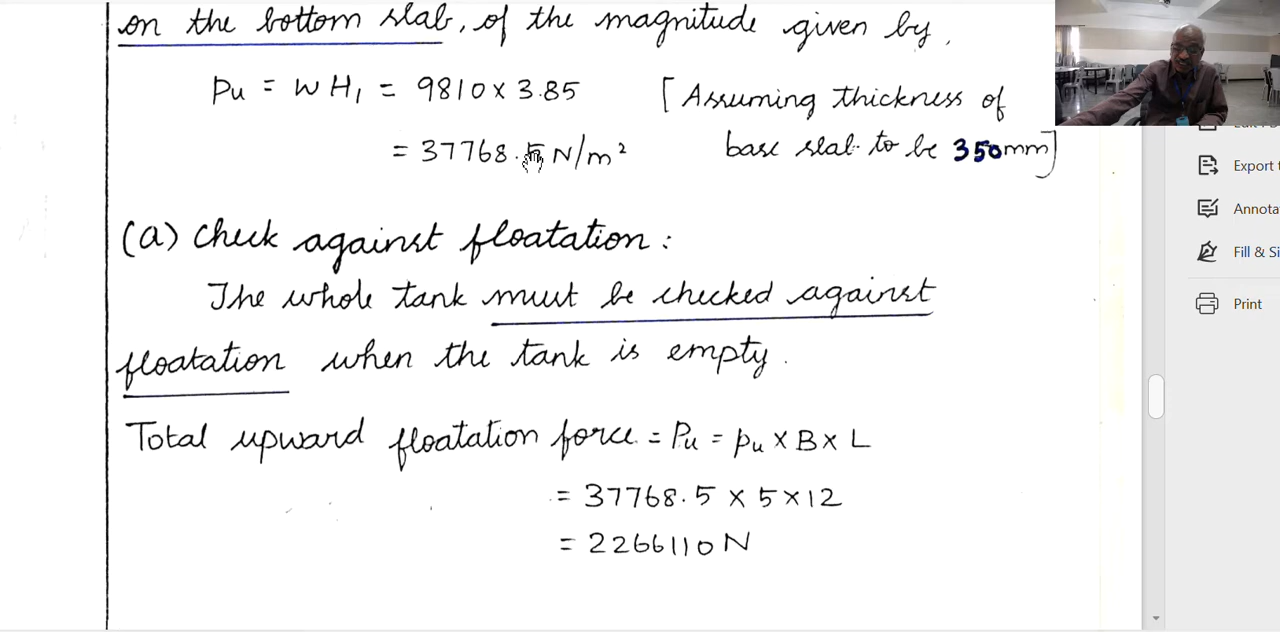 on the bottom slab, of the magnitude given by,
Pu = w H₁ = 9810 × 3.85 [Assuming thickness of
= 37768.5 N/m² base slab to be 350mm]
(a) Check against floatation:
The whole tank must be checked against
floatation when the tank is empty.
Total upward floatation force = Pu = pu × B × L
= 37768.5 × 5 × 12
= 2266110 N
Export t
Annota
Fill & Si
Print